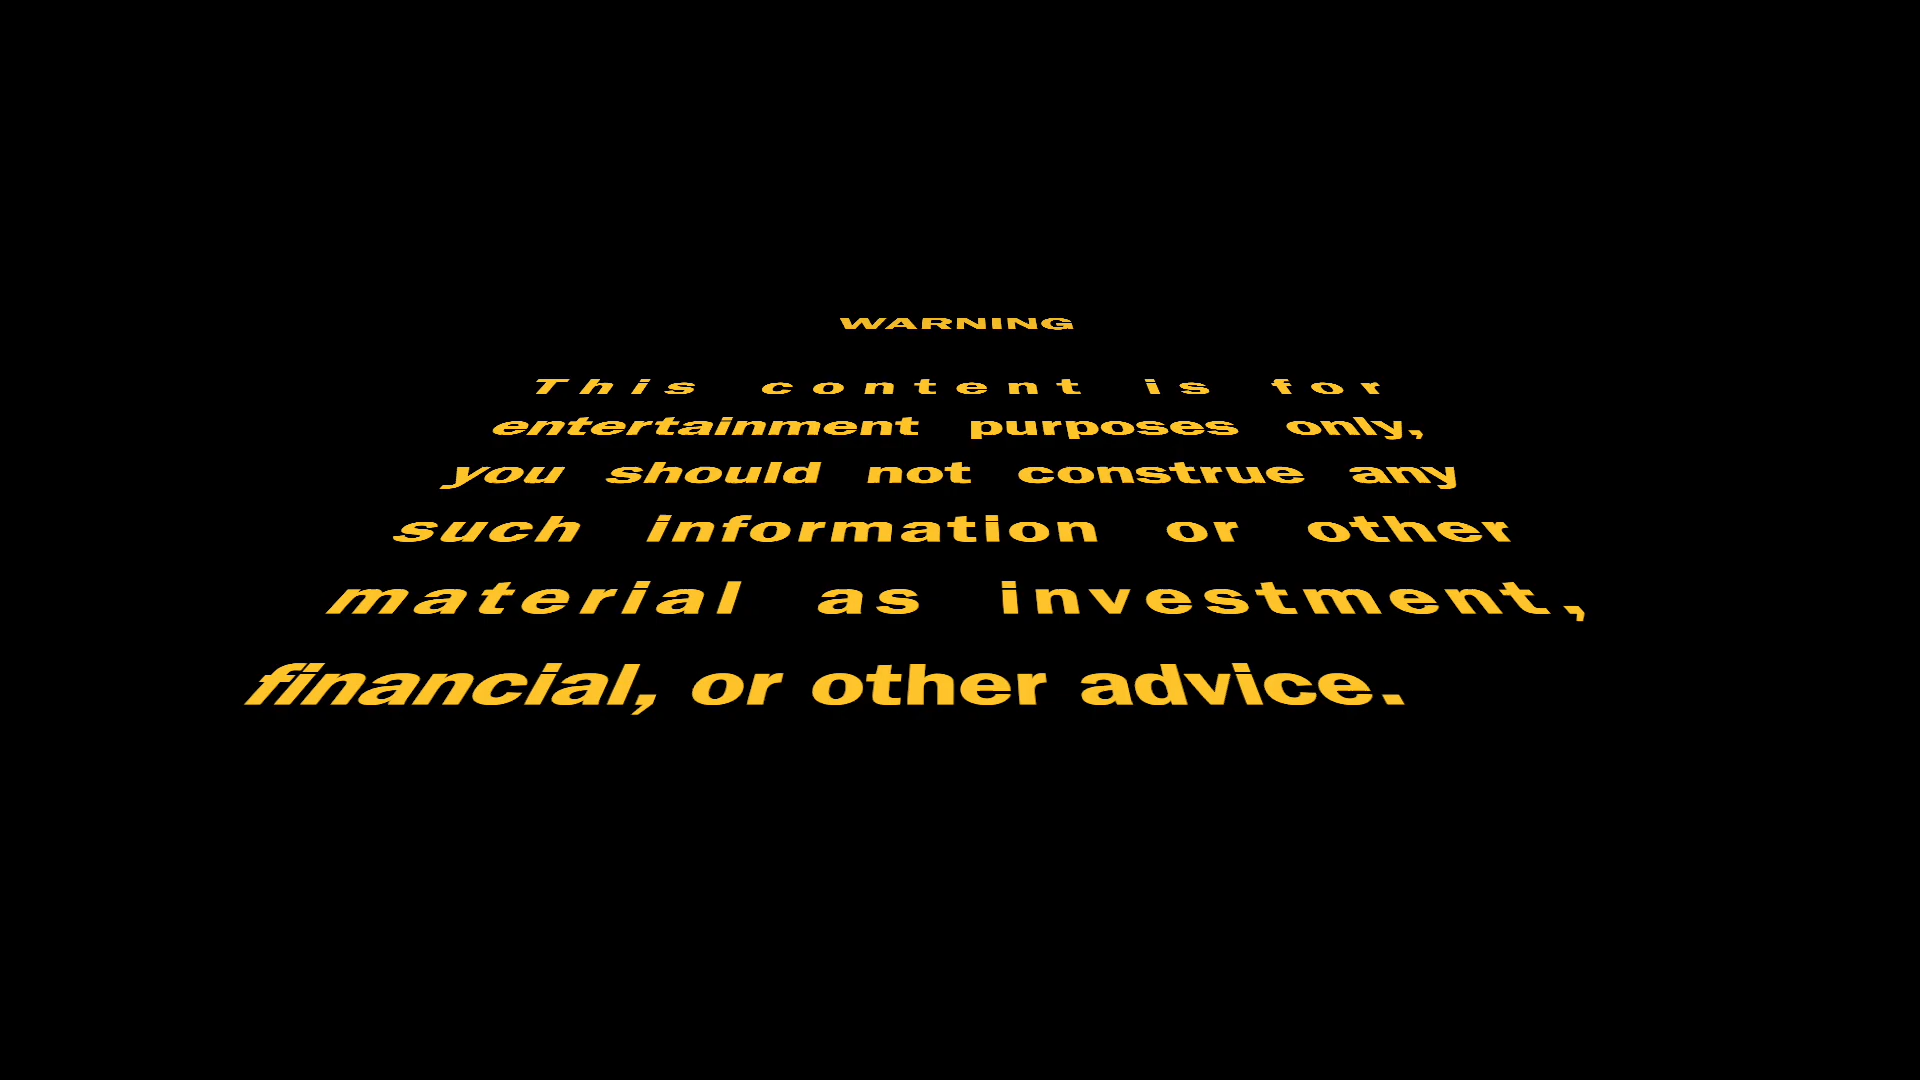 WARNING
This content is for
entertainment purposes only,
you should not construe any
such information or other
material as investment,
financial, or other advice.